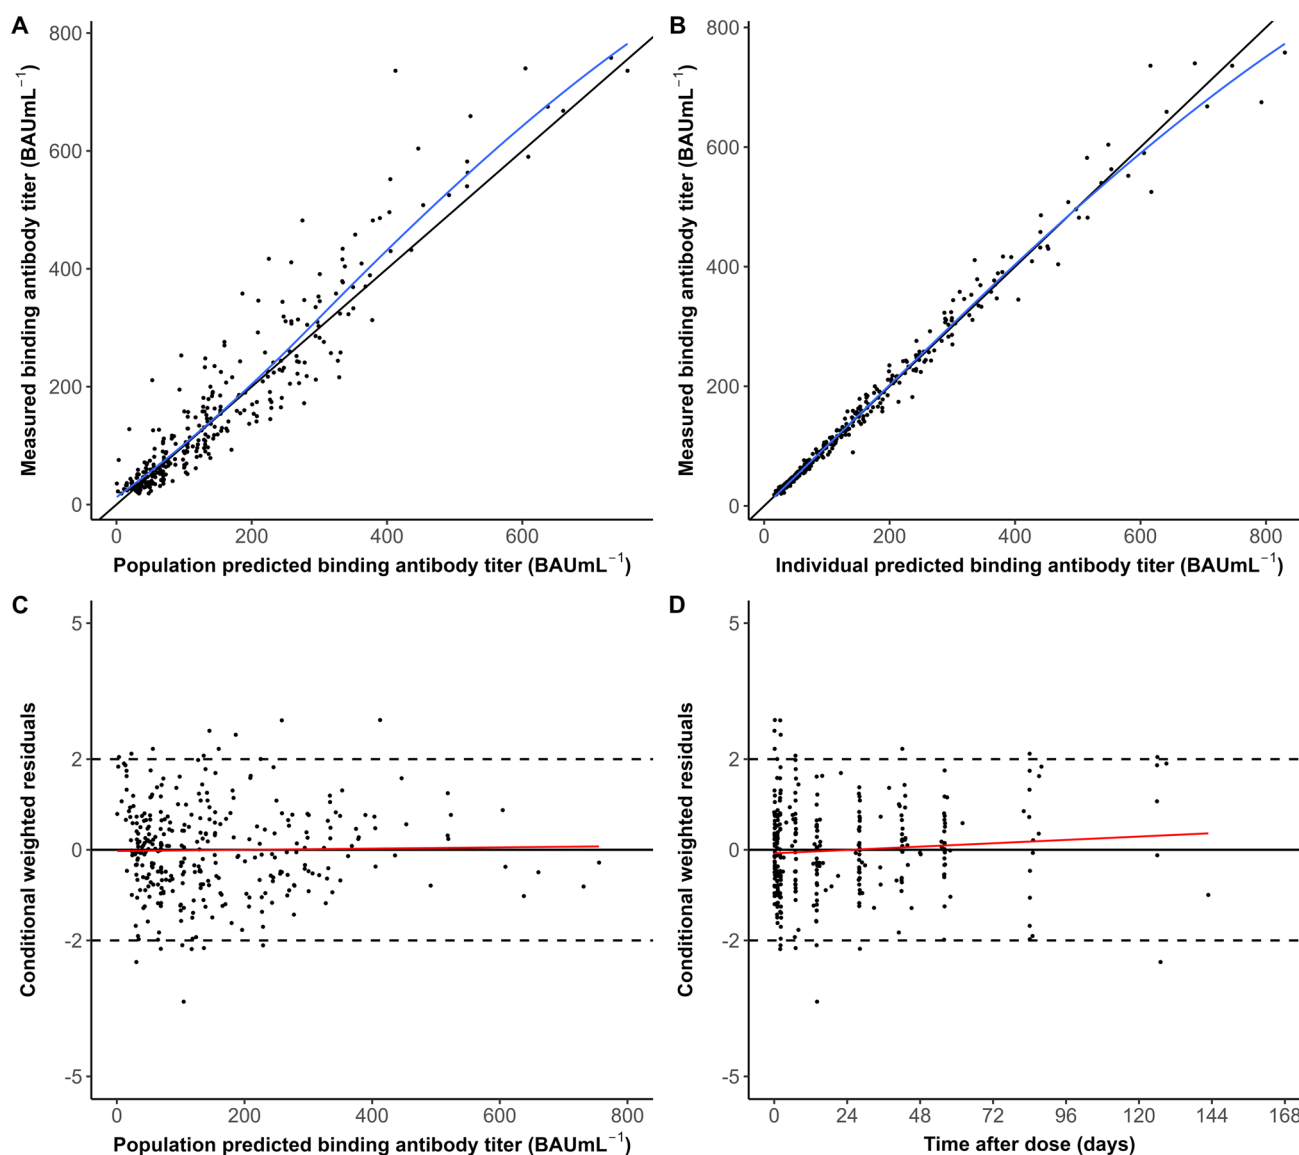 A
800
600
400
200
0
Measured binding antibody titer (BAUmL⁻¹)
0 200 400 600
Population predicted binding antibody titer (BAUmL⁻¹)
B
800
600
400
200
0
Measured binding antibody titer (BAUmL⁻¹)
0 200 400 600 800
Individual predicted binding antibody titer (BAUmL⁻¹)
C
5
2
0
-2
-5
Conditional weighted residuals
0 200 400 600 800
Population predicted binding antibody titer (BAUmL⁻¹)
D
5
2
0
-2
-5
Conditional weighted residuals
0 24 48 72 96 120 144 168
Time after dose (days)